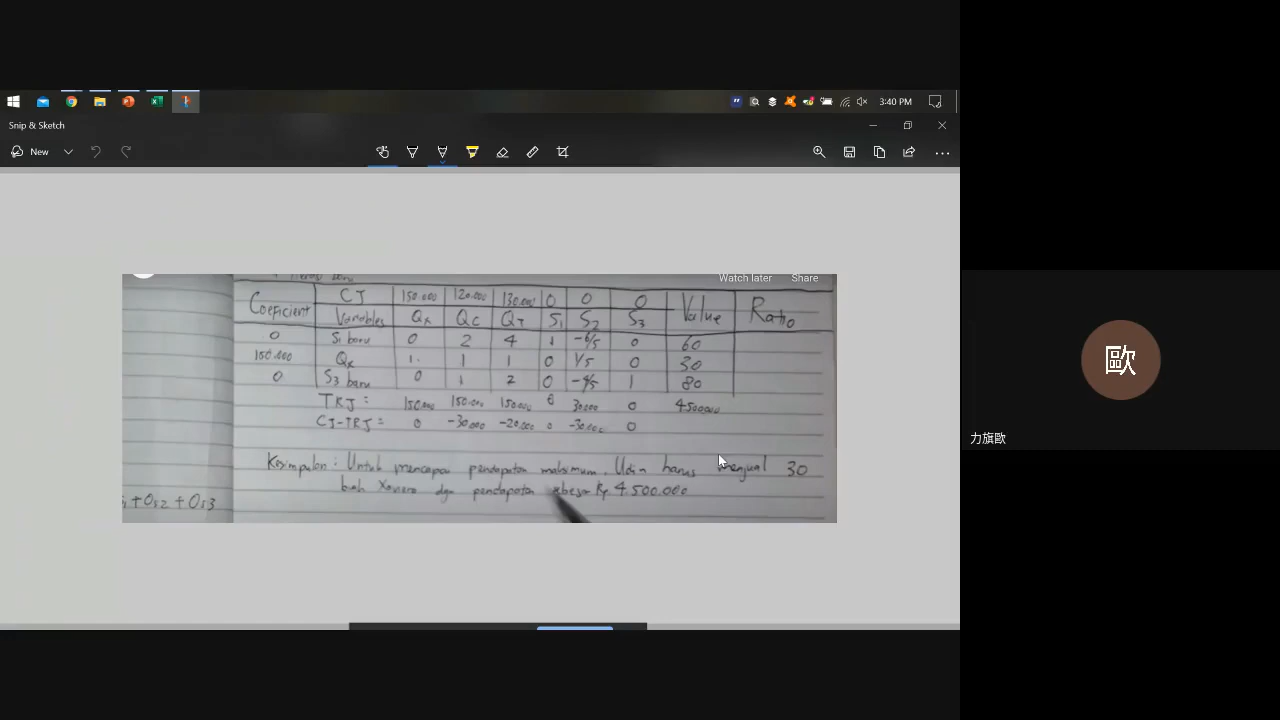 3:40 PM
Snip & Sketch
New
Watch later Share
Coeficient CJ 150.000 120.000 130.000 0 0 0 Value Ratio
Variables Qx Qc QT S1 S2 S3
0 S1 baru 0 2 4 1 -6/5 0 60
150.000 Qx 1 1 1 0 1/5 0 30
0 S3 baru 0 1 2 0 -4/5 1 80
TRJ = 150.000 150.000 150.000 0 30.000 0 4500000
CJ-TRJ = 0 -30.000 -20.000 0 -30.000 0
Kesimpulan : Untuk mencapai pendapatan maksimum, Udin harus menjual 30
buah dgn pendapatan sebesar Rp 4.500.000
+ 0s2 + 0s3
歐
力旗歐